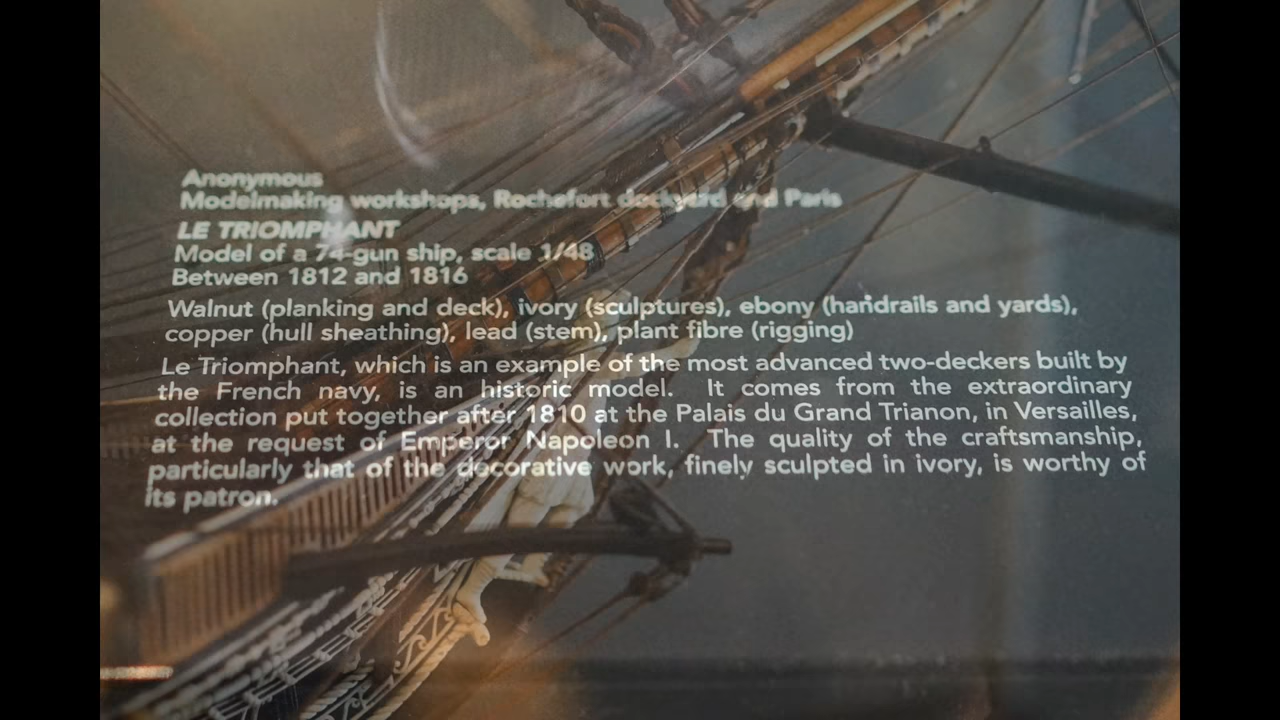 Anonymous
Modelmaking workshops, Rochefort dockyard and Paris
LE TRIOMPHANT
Model of a 74-gun ship, scale 1/48
Between 1812 and 1816
Walnut (planking and deck), ivory (sculptures), ebony (handrails and yards),
copper (hull sheathing), lead (stem), plant fibre (rigging)
Le Triomphant, which is an example of the most advanced two-deckers built by
the French navy, is an historic model. It comes from the extraordinary
collection put together after 1810 at the Palais du Grand Trianon, in Versailles,
at the request of Emperor Napoleon I. The quality of the craftsmanship,
particularly that of the decorative work, finely sculpted in ivory, is worthy of
its patron.